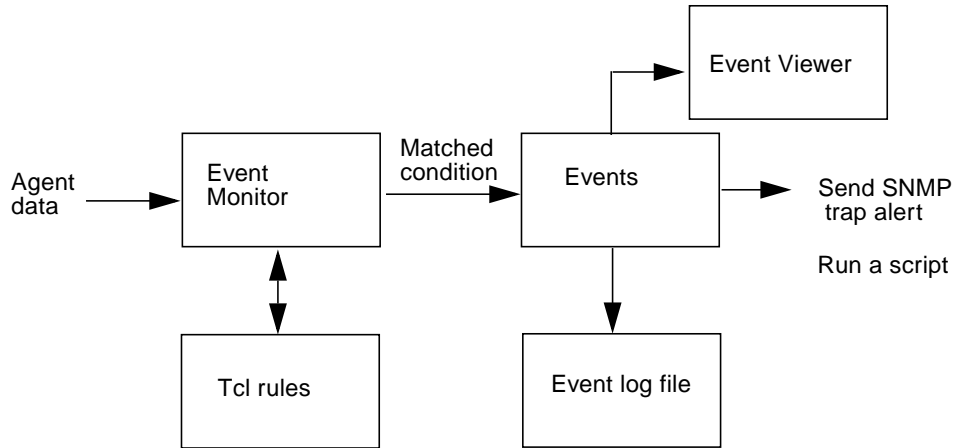 Event Viewer
Agent
data
Event
Monitor
Matched
condition
Events
Send SNMP
trap alert
Run a script
Tcl rules
Event log file